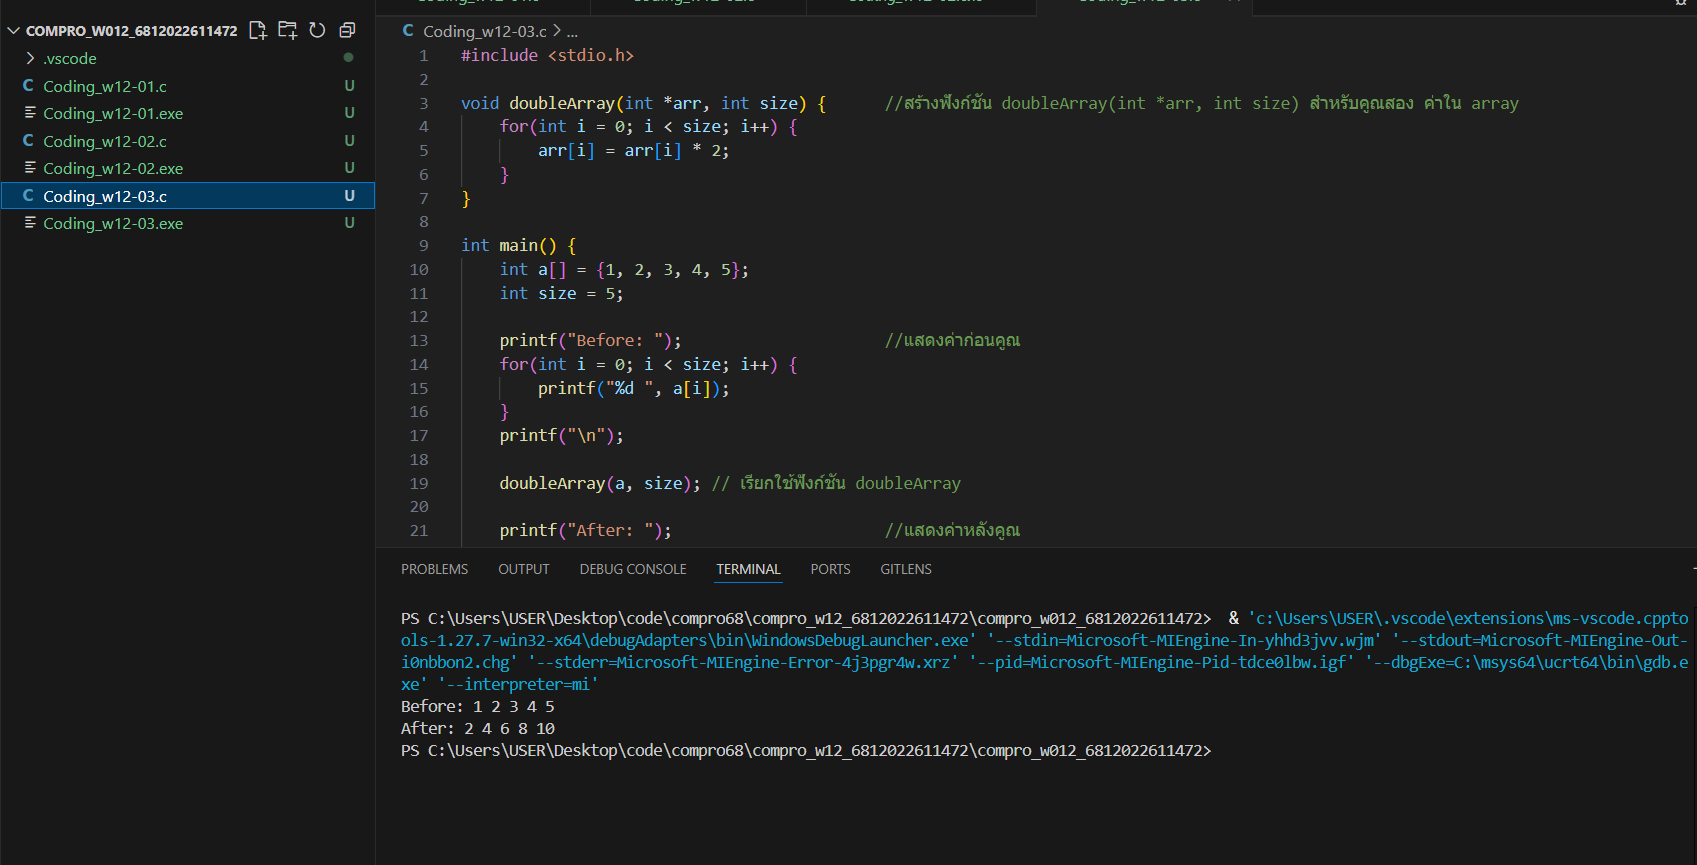 COMPRO_W012_6812022611472
.vscode
C Coding_w12-01.c U
Coding_w12-01.exe U
C Coding_w12-02.c U
Coding_w12-02.exe U
C Coding_w12-03.c U
Coding_w12-03.exe U
C Coding_w12-03.c > ...
1 #include <stdio.h>
2
3 void doubleArray(int *arr, int size) { //สร้างฟังก์ชัน doubleArray(int *arr, int size) สำหรับคูณสอง ค่าใน array
4 for(int i = 0; i < size; i++) {
5 arr[i] = arr[i] * 2;
6 }
7 }
8
9 int main() {
10 int a[] = {1, 2, 3, 4, 5};
11 int size = 5;
12
13 printf("Before: "); //แสดงค่าก่อนคูณ
14 for(int i = 0; i < size; i++) {
15 printf("%d ", a[i]);
16 }
17 printf("\n");
18
19 doubleArray(a, size); // เรียกใช้ฟังก์ชัน doubleArray
20
21 printf("After: "); //แสดงค่าหลังคูณ
PROBLEMS OUTPUT DEBUG CONSOLE TERMINAL PORTS GITLENS
PS C:\Users\USER\Desktop\code\compro68\compro_w12_6812022611472\compro_w012_6812022611472> & 'c:\Users\USER\.vscode\extensions\ms-vscode.cppto
ols-1.27.7-win32-x64\debugAdapters\bin\WindowsDebugLauncher.exe' '--stdin=Microsoft-MIEngine-In-yhhd3jvv.wjm' '--stdout=Microsoft-MIEngine-Out-
i0nbbon2.chg' '--stderr=Microsoft-MIEngine-Error-4j3pgr4w.xrz' '--pid=Microsoft-MIEngine-Pid-tdce0lbw.igf' '--dbgExe=C:\msys64\ucrt64\bin\gdb.e
xe' '--interpreter=mi'
Before: 1 2 3 4 5
After: 2 4 6 8 10
PS C:\Users\USER\Desktop\code\compro68\compro_w12_6812022611472\compro_w012_6812022611472>